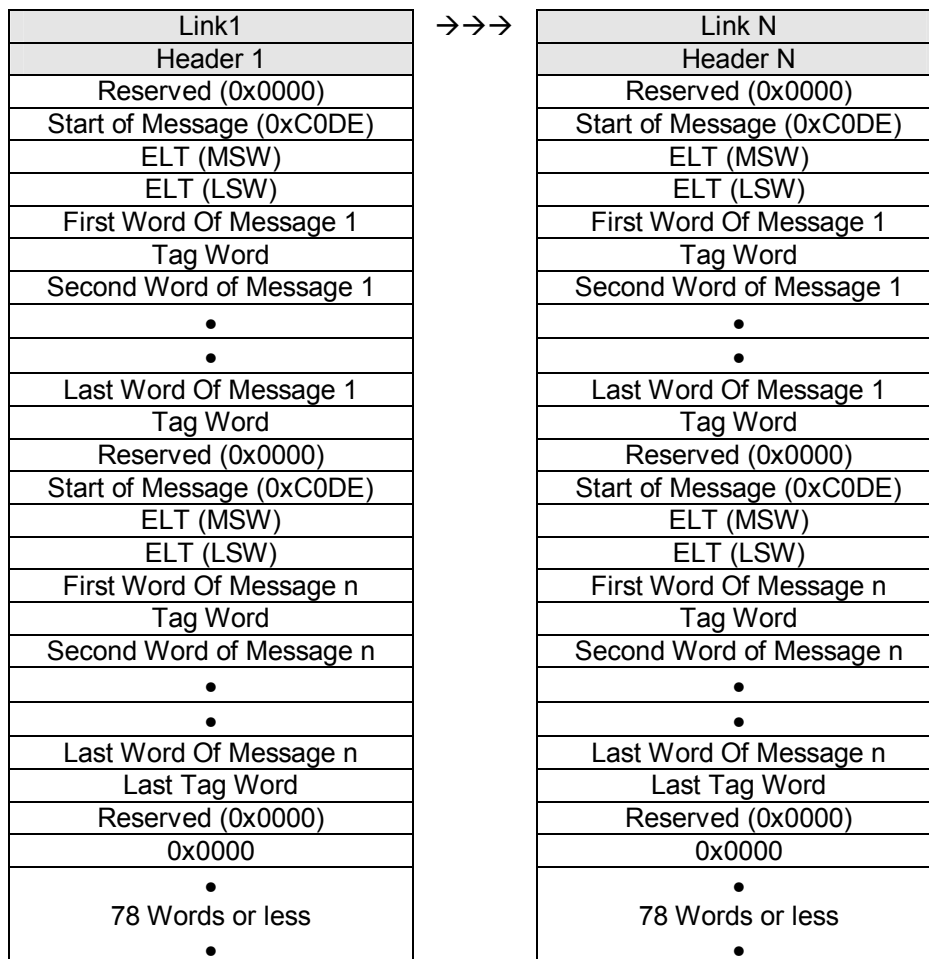 Link1
Header 1
Reserved (0x0000)
Start of Message (0xC0DE)
ELT (MSW)
ELT (LSW)
First Word Of Message 1
Tag Word
Second Word of Message 1
•
•
Last Word Of Message 1
Tag Word
Reserved (0x0000)
Start of Message (0xC0DE)
ELT (MSW)
ELT (LSW)
First Word Of Message n
Tag Word
Second Word of Message n
•
•
Last Word Of Message n
Last Tag Word
Reserved (0x0000)
0x0000
•
78 Words or less
•
→→→
Link N
Header N
Reserved (0x0000)
Start of Message (0xC0DE)
ELT (MSW)
ELT (LSW)
First Word Of Message 1
Tag Word
Second Word of Message 1
•
•
Last Word Of Message 1
Tag Word
Reserved (0x0000)
Start of Message (0xC0DE)
ELT (MSW)
ELT (LSW)
First Word Of Message n
Tag Word
Second Word of Message n
•
•
Last Word Of Message n
Last Tag Word
Reserved (0x0000)
0x0000
•
78 Words or less
•